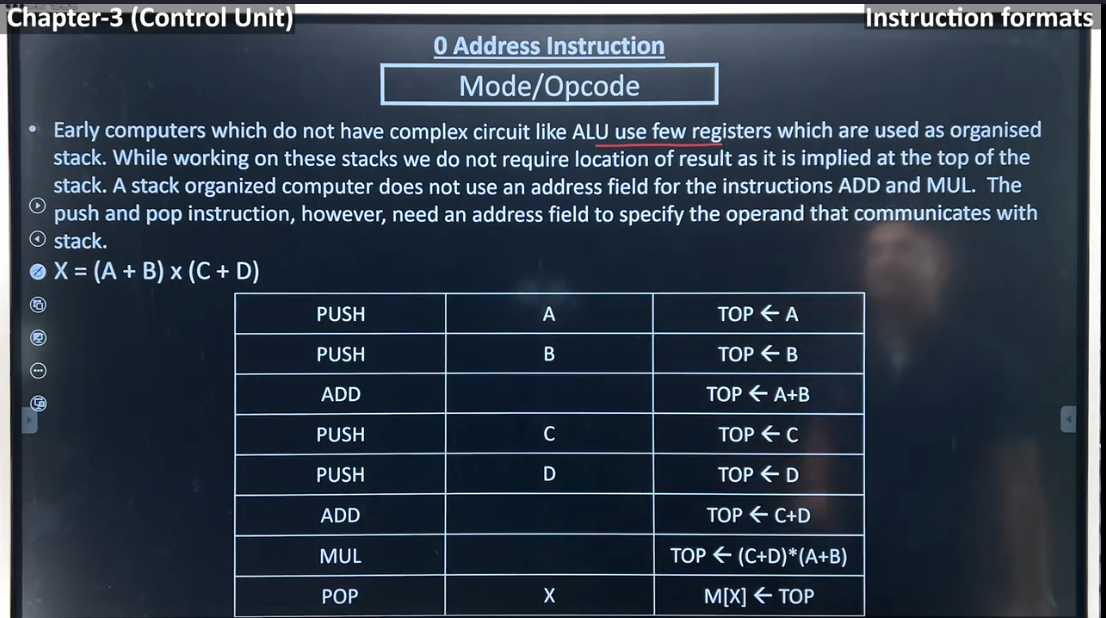 Chapter-3 (Control Unit)
Instruction formats
0 Address Instruction
Mode/Opcode
• Early computers which do not have complex circuit like ALU use few registers which are used as organised
stack. While working on these stacks we do not require location of result as it is implied at the top of the
stack. A stack organized computer does not use an address field for the instructions ADD and MUL. The
push and pop instruction, however, need an address field to specify the operand that communicates with
stack.
X = (A + B) x (C + D)
PUSH A TOP ← A
PUSH B TOP ← B
ADD TOP ← A+B
PUSH C TOP ← C
PUSH D TOP ← D
ADD TOP ← C+D
MUL TOP ← (C+D)*(A+B)
POP X M[X] ← TOP